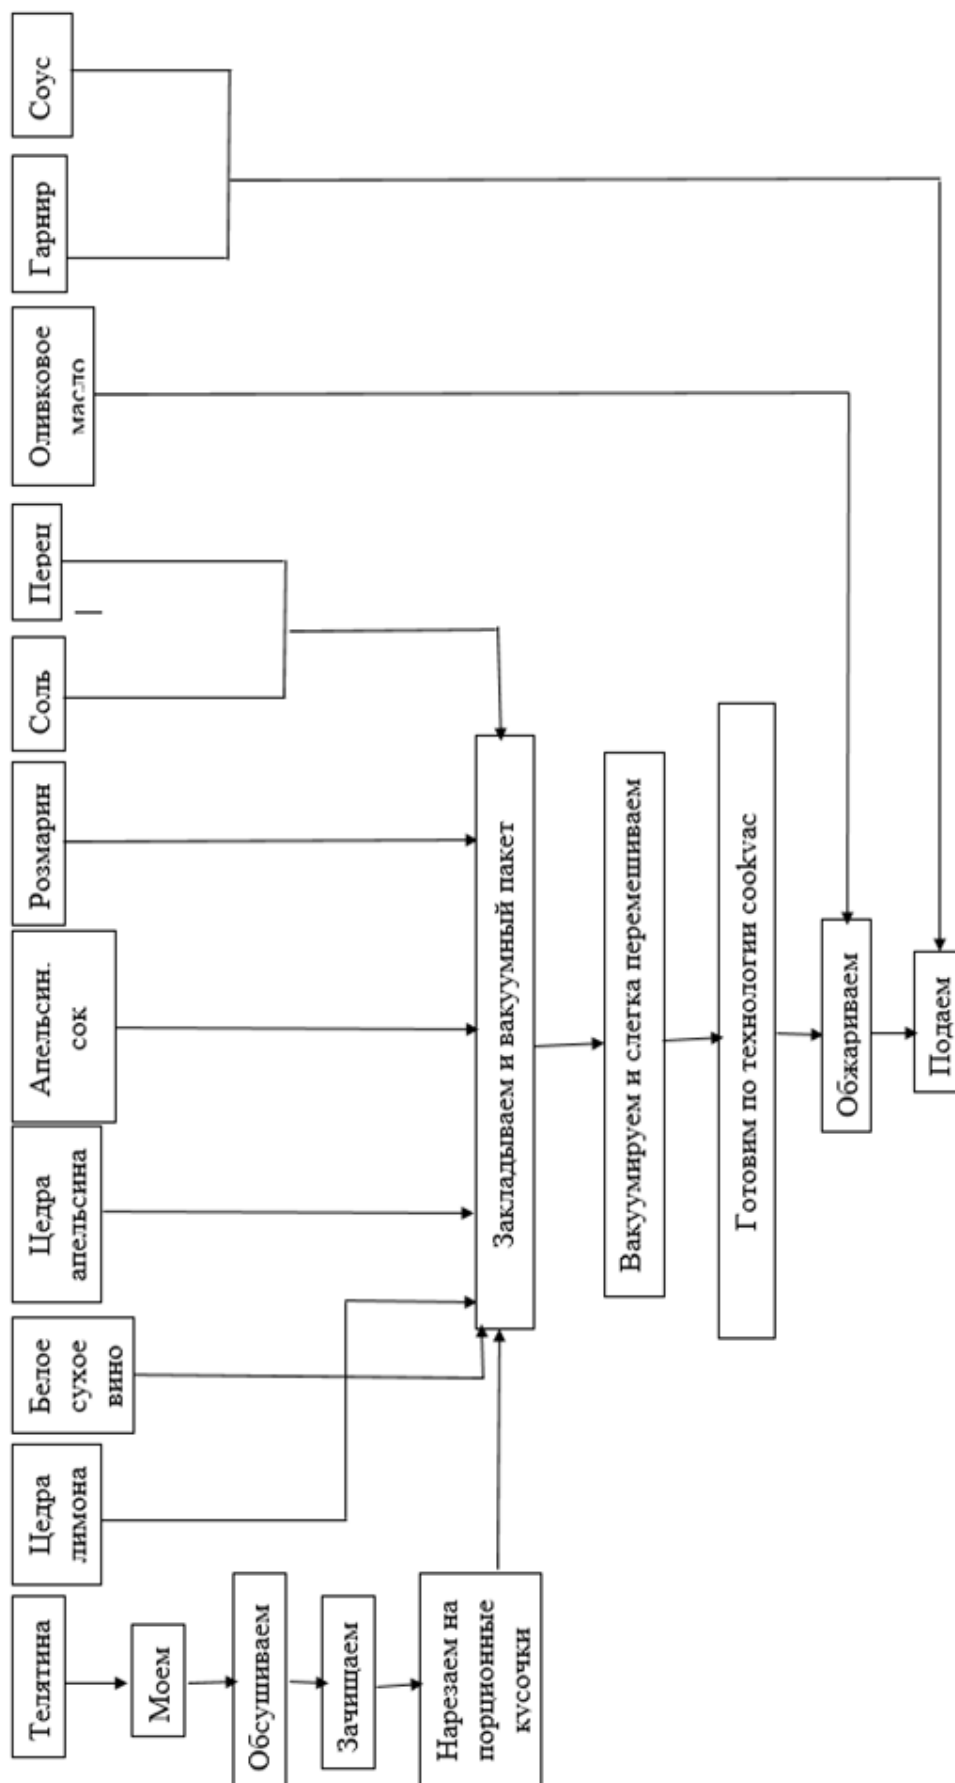 Телятина
Цедра
лимона
Белое
сухое
вино
Цедра
апельсина
Апельсин.
сок
Розмарин
Соль
Перец
Оливковое
масло
Гарнир
Соус
Моем
Обсушиваем
Зачищаем
Нарезаем на
порционные
кусочки
Закладываем и вакуумный пакет
Вакуумируем и слегка перемешиваем
Готовим по технологии cookvac
Обжариваем
Подаем